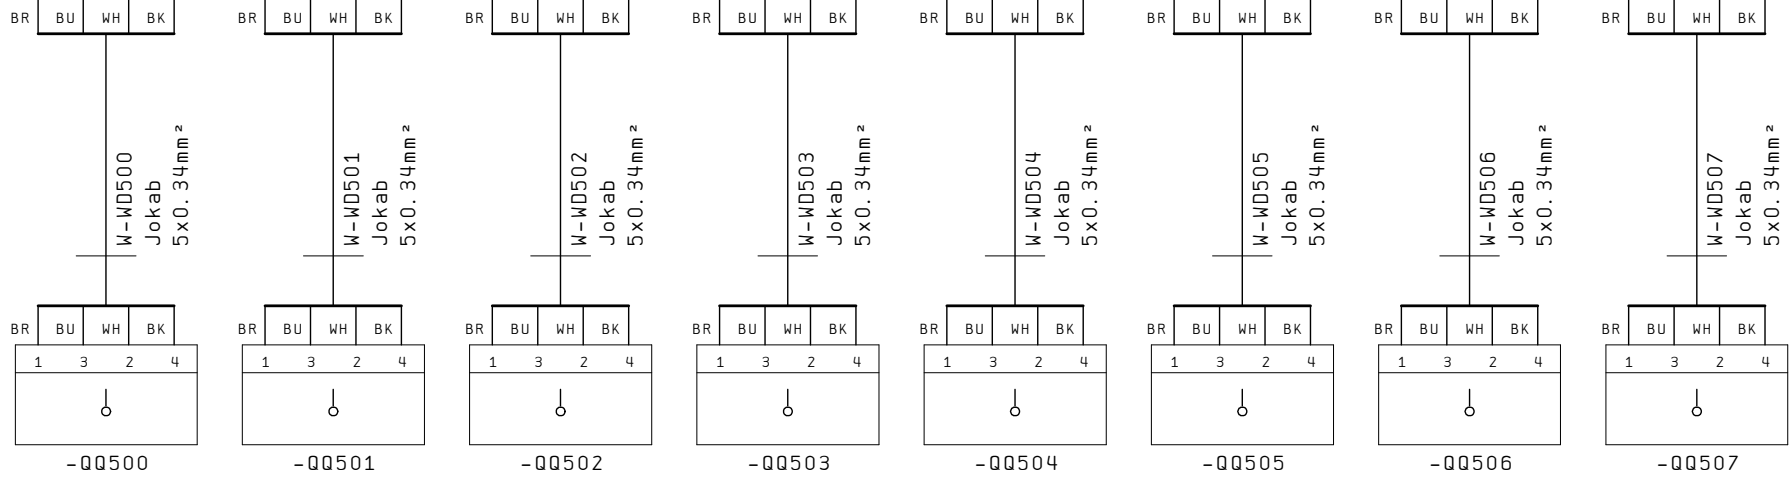 BR BU WH BK BR BU WH BK BR BU WH BK BR BU WH BK BR BU WH BK BR BU WH BK BR BU WH BK BR BU WH BK
W-WD500
Jokab
5x0.34mm²
W-WD501
Jokab
5x0.34mm²
W-WD502
Jokab
5x0.34mm²
W-WD503
Jokab
5x0.34mm²
W-WD504
Jokab
5x0.34mm²
W-WD505
Jokab
5x0.34mm²
W-WD506
Jokab
5x0.34mm²
W-WD507
Jokab
5x0.34mm²
BR BU WH BK BR BU WH BK BR BU WH BK BR BU WH BK BR BU WH BK BR BU WH BK BR BU WH BK BR BU WH BK
1 3 2 4 1 3 2 4 1 3 2 4 1 3 2 4 1 3 2 4 1 3 2 4 1 3 2 4 1 3 2 4
-QQ500 -QQ501 -QQ502 -QQ503 -QQ504 -QQ505 -QQ506 -QQ507